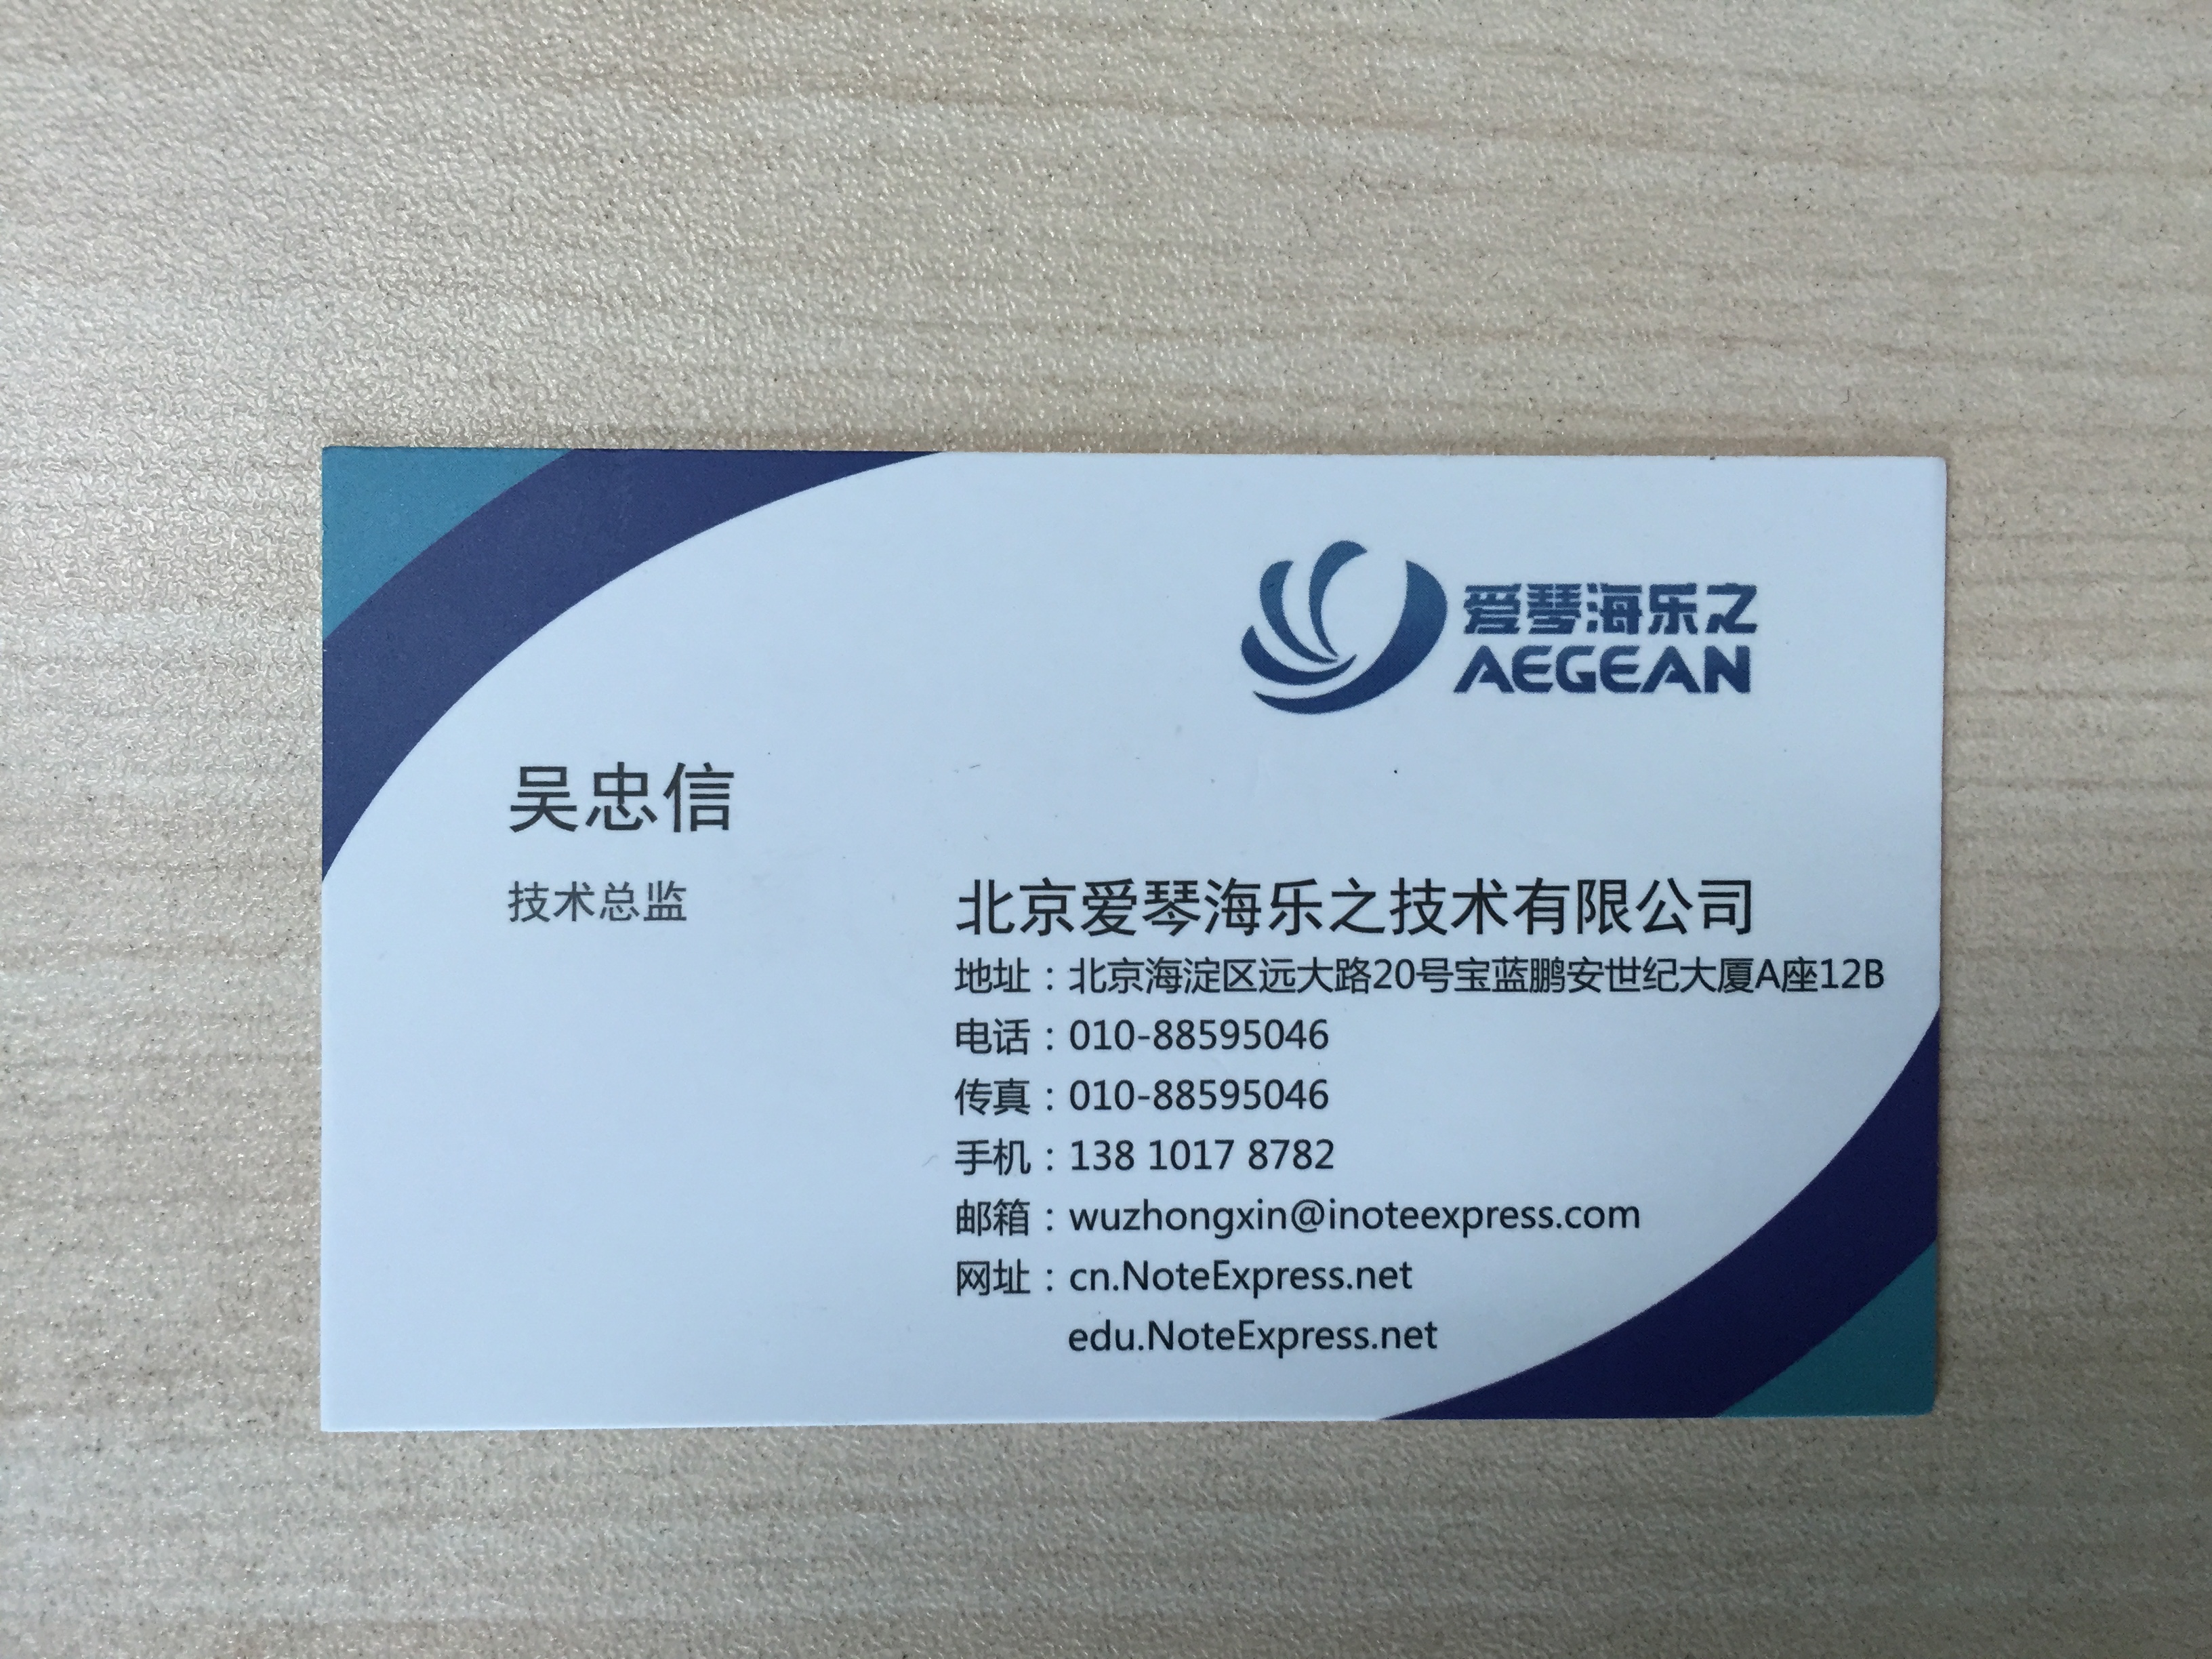 爱琴海乐之
AEGEAN
吴忠信
技术总监
北京爱琴海乐之技术有限公司
地址：北京海淀区远大路20号宝蓝鹏安世纪大厦A座12B
电话：010-88595046
传真：010-88595046
手机：138 1017 8782
邮箱：wuzhongxin@inoteexpress.com
网址：cn.NoteExpress.net
edu.NoteExpress.net